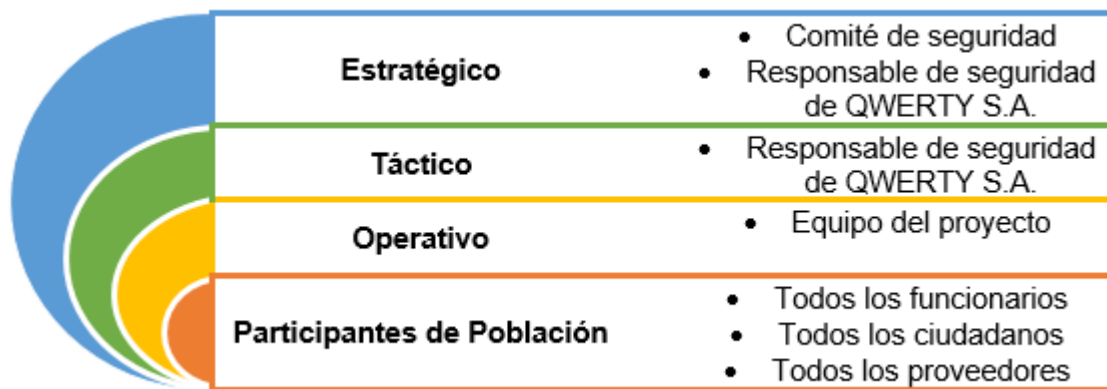 Estratégico
• Comité de seguridad
• Responsable de seguridad
de QWERTY S.A.
Táctico
• Responsable de seguridad
de QWERTY S.A.
Operativo
• Equipo del proyecto
Participantes de Población
• Todos los funcionarios
• Todos los ciudadanos
• Todos los proveedores